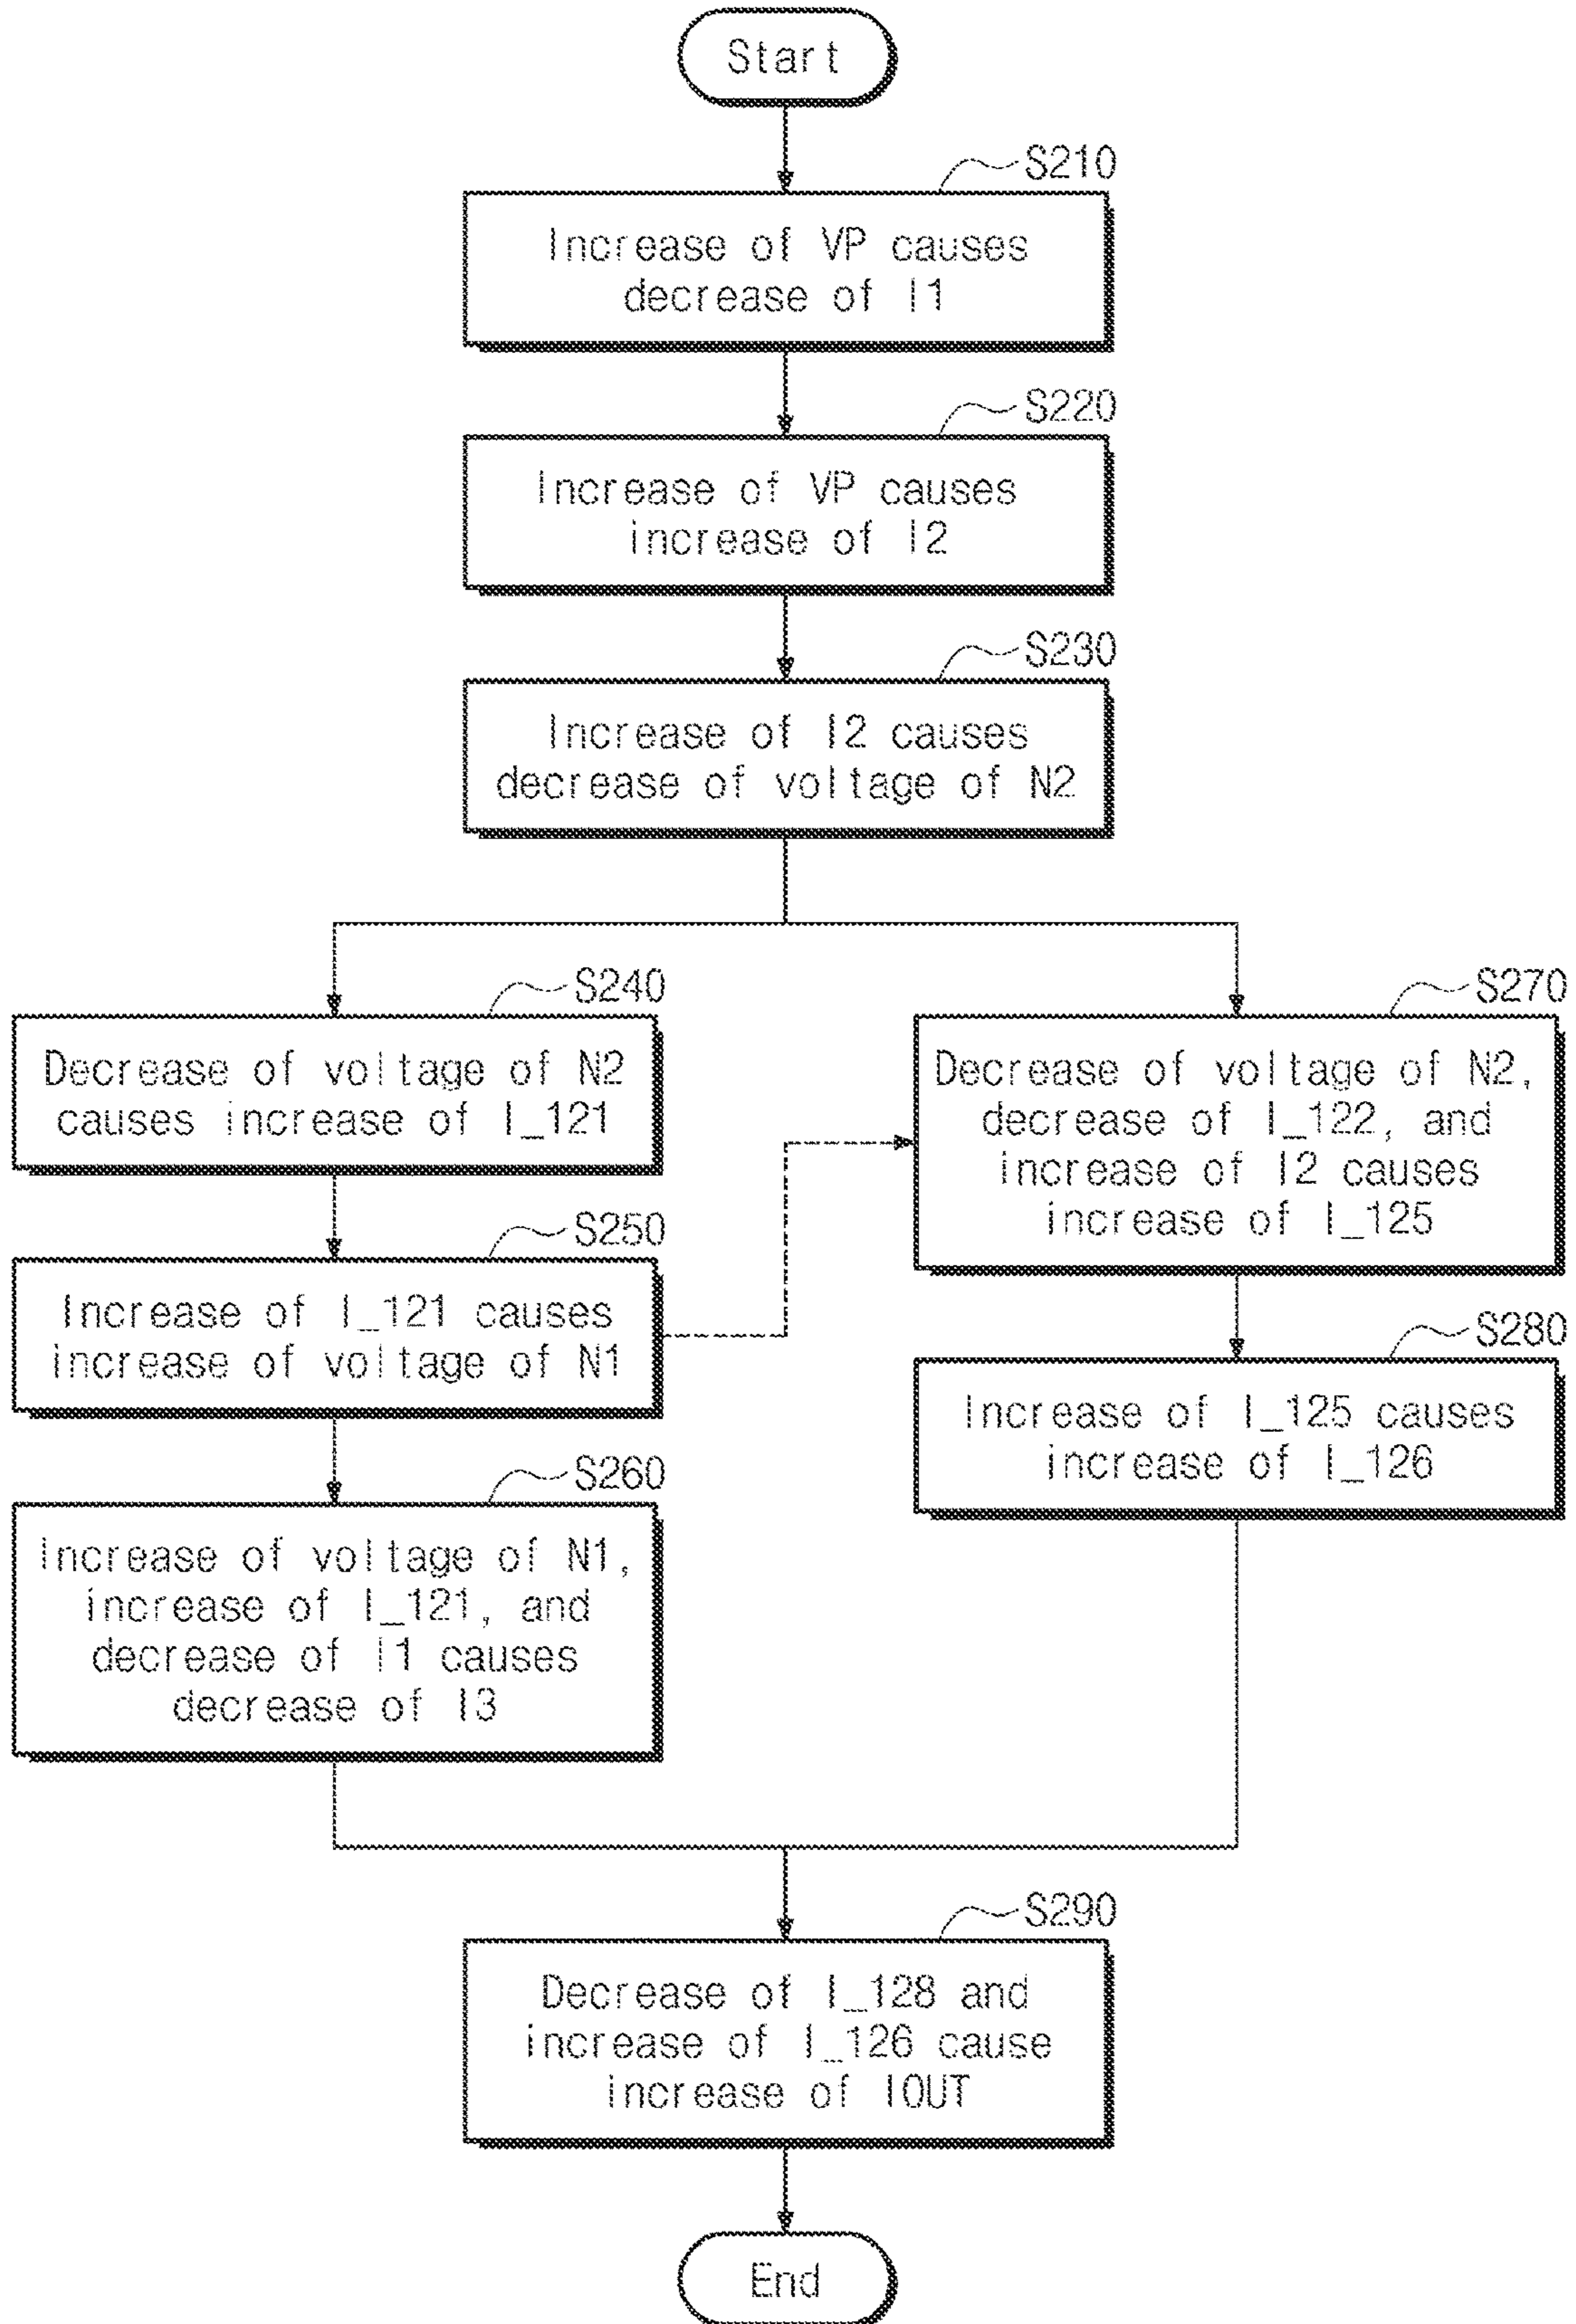 Start
S210
Increase of VP causes
decrease of I1
S220
Increase of VP causes
increase of I2
S230
Increase of I2 causes
decrease of voltage of N2
S240
Decrease of voltage of N2
causes increase of I_121
S250
Increase of I_121 causes
increase of voltage of N1
S260
Increase of voltage of N1,
increase of I_121, and
decrease of I1 causes
decrease of I3
S270
Decrease of voltage of N2,
decrease of I_122, and
increase of I2 causes
increase of I_125
S280
Increase of I_125 causes
increase of I_126
S290
Decrease of I_128 and
increase of I_126 cause
increase of IOUT
End